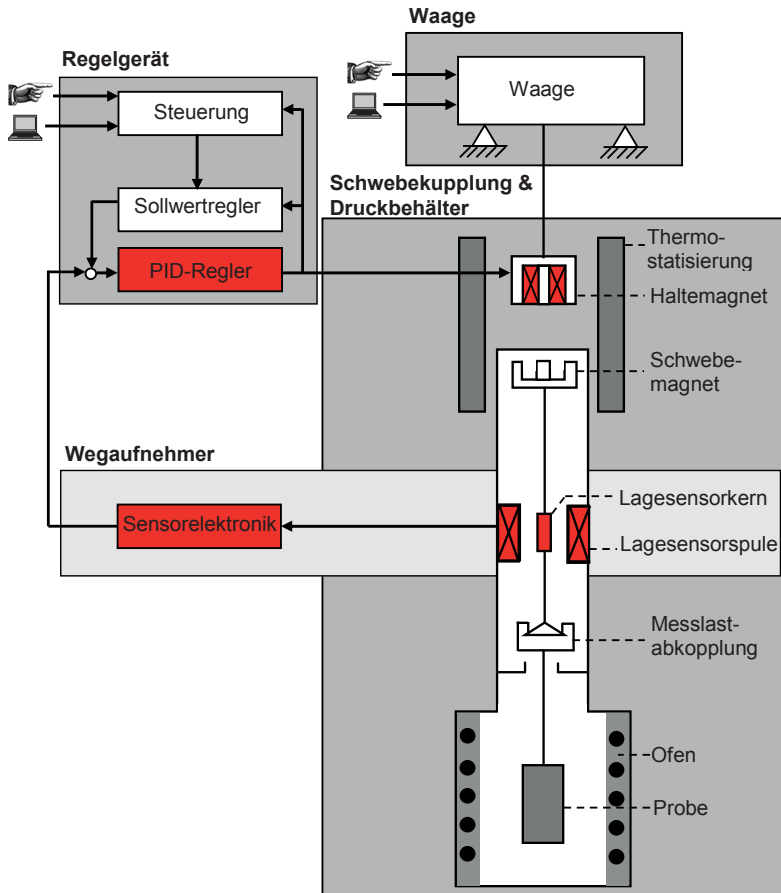 Waage
Regelgerät
Waage
Steuerung
Schwebekupplung &
Druckbehälter
Sollwertregler
Thermo-
statisierung
PID-Regler
Haltemagnet
Schwebe-
magnet
Wegaufnehmer
Lagesensorkern
Sensorelektronik
Lagesensorspule
Messlast-
abkopplung
Ofen
Probe